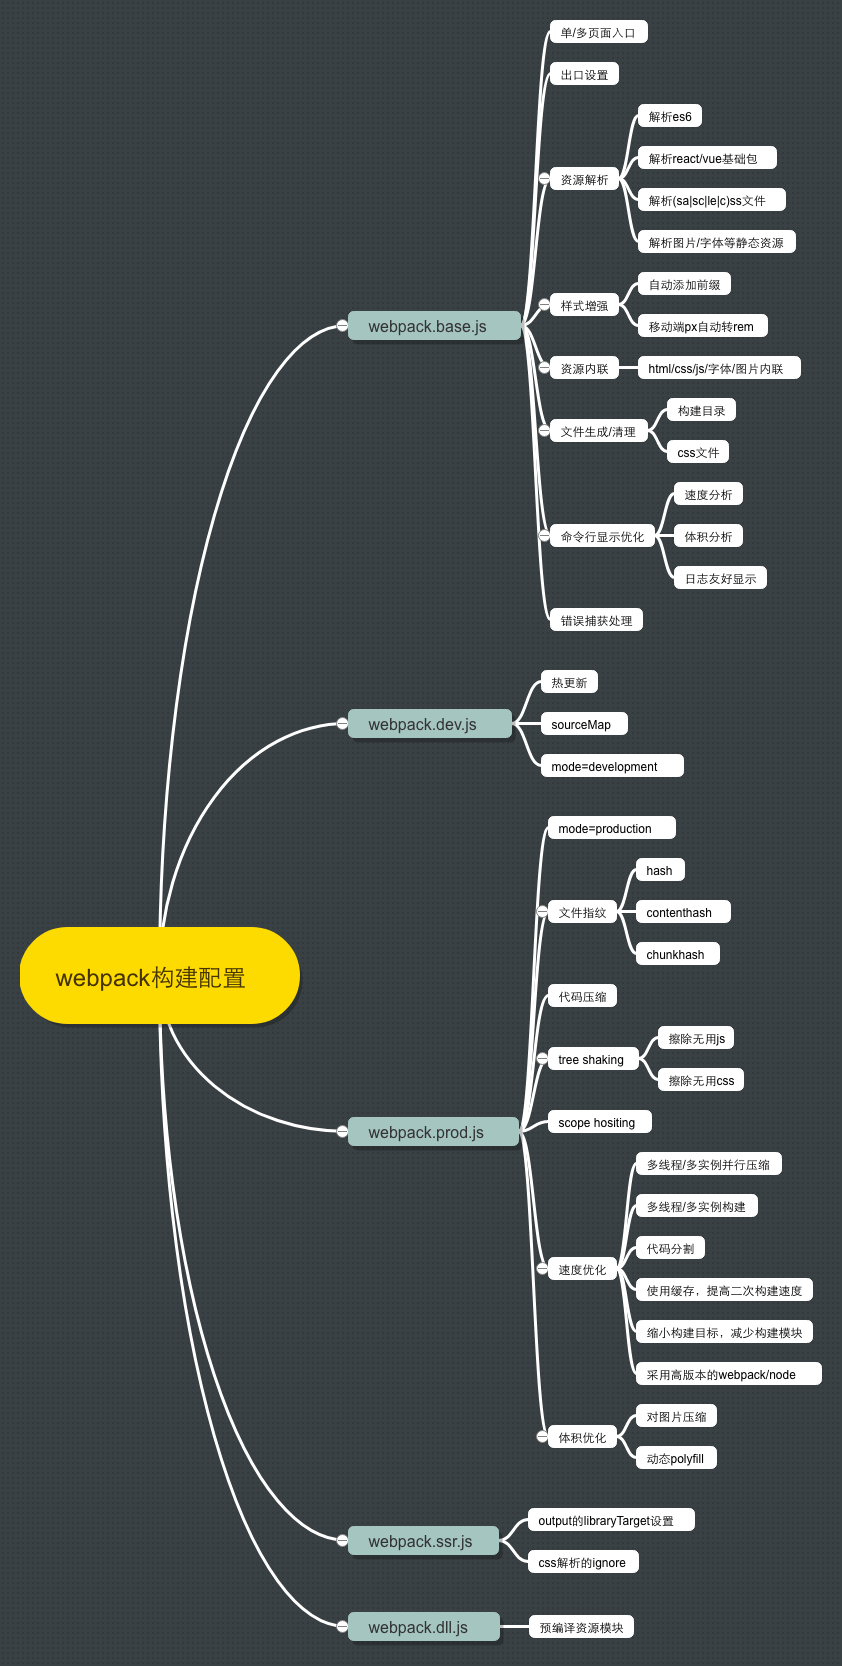 webpack构建配置
webpack.base.js
单/多页面入口
出口设置
资源解析
解析es6
解析react/vue基础包
解析(sa|sc|le|c)ss文件
解析图片/字体等静态资源
样式增强
自动添加前缀
移动端px自动转rem
资源内联
html/css/js/字体/图片内联
文件生成/清理
构建目录
css文件
命令行显示优化
速度分析
体积分析
日志友好显示
错误捕获处理
webpack.dev.js
热更新
sourceMap
mode=development
webpack.prod.js
mode=production
文件指纹
hash
contenthash
chunkhash
代码压缩
tree shaking
擦除无用js
擦除无用css
scope hositing
速度优化
多线程/多实例并行压缩
多线程/多实例构建
代码分割
使用缓存，提高二次构建速度
缩小构建目标，减少构建模块
采用高版本的webpack/node
体积优化
对图片压缩
动态polyfill
webpack.ssr.js
output的libraryTarget设置
css解析的ignore
webpack.dll.js
预编译资源模块